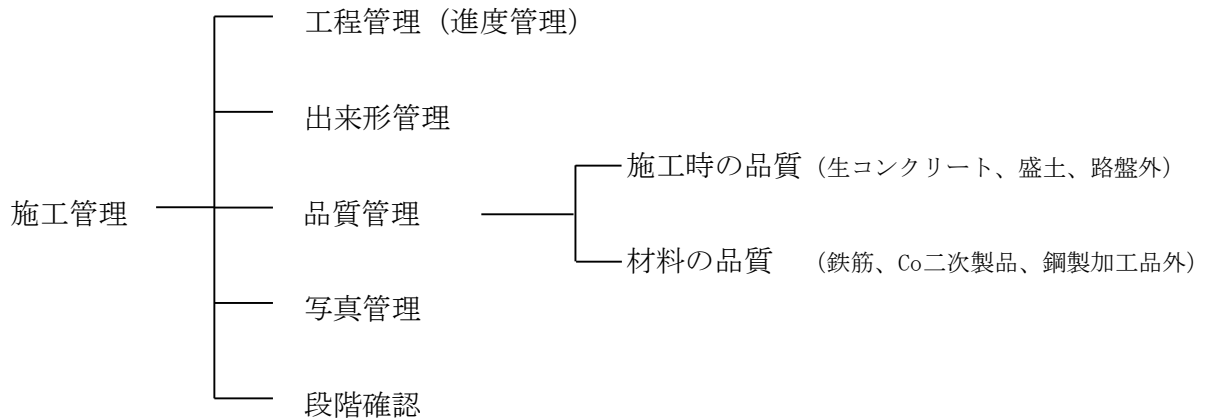 工程管理（進度管理）
出来形管理
施工時の品質（生コンクリート、盛土、路盤外）
施工管理
品質管理
材料の品質　（鉄筋、Co二次製品、鋼製加工品外）
写真管理
段階確認